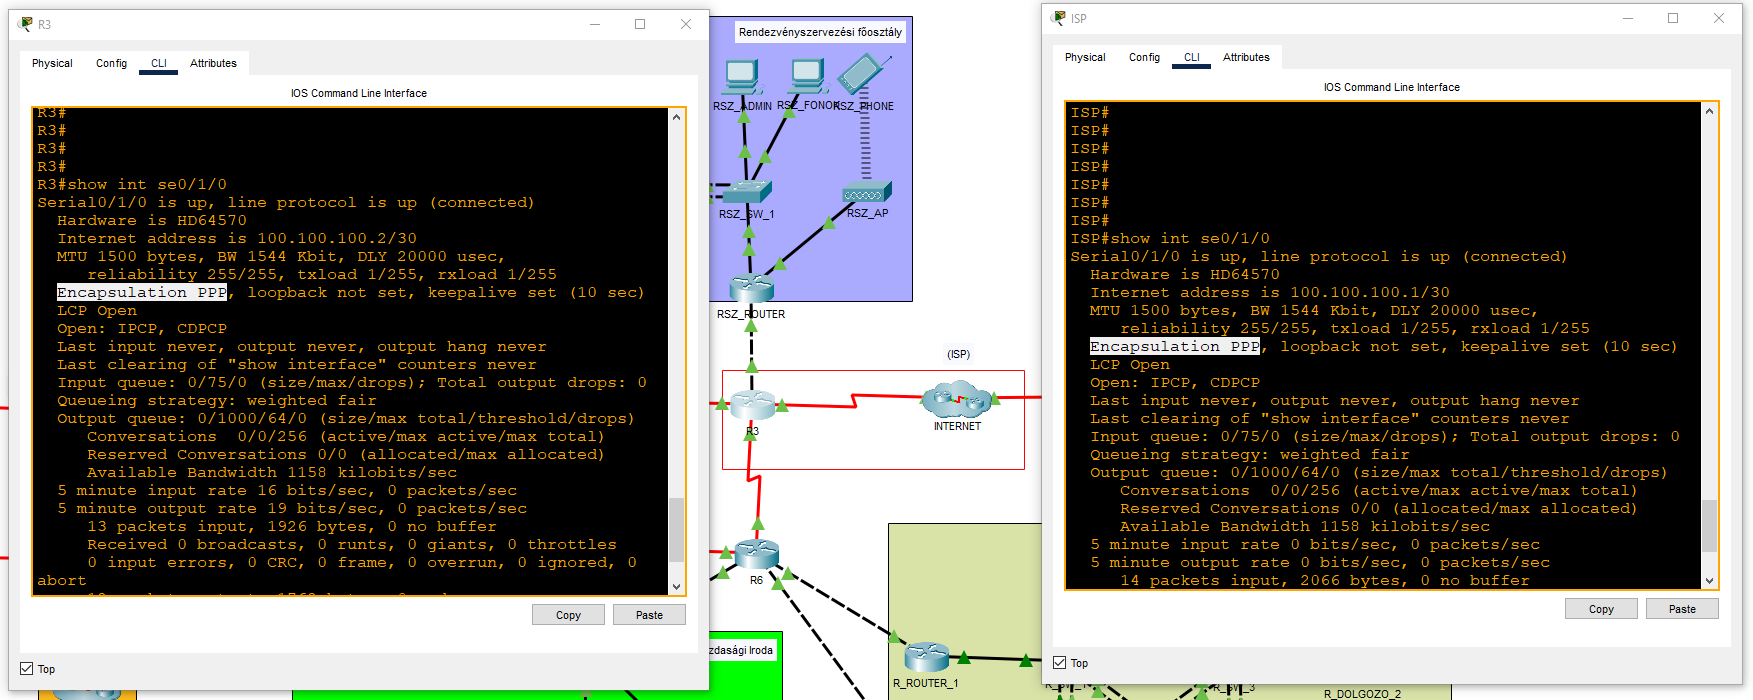 R3
Physical Config CLI Attributes
IOS Command Line Interface
R3#
R3#
R3#
R3#
R3#show int se0/1/0
Serial0/1/0 is up, line protocol is up (connected)
Hardware is HD64570
Internet address is 100.100.100.2/30
MTU 1500 bytes, BW 1544 Kbit, DLY 20000 usec,
reliability 255/255, txload 1/255, rxload 1/255
Encapsulation PPP, loopback not set, keepalive set (10 sec)
LCP Open
Open: IPCP, CDPCP
Last input never, output never, output hang never
Last clearing of "show interface" counters never
Input queue: 0/75/0 (size/max/drops); Total output drops: 0
Queueing strategy: weighted fair
Output queue: 0/1000/64/0 (size/max total/threshold/drops)
Conversations 0/0/256 (active/max active/max total)
Reserved Conversations 0/0 (allocated/max allocated)
Available Bandwidth 1158 kilobits/sec
5 minute input rate 16 bits/sec, 0 packets/sec
5 minute output rate 19 bits/sec, 0 packets/sec
13 packets input, 1926 bytes, 0 no buffer
Received 0 broadcasts, 0 runts, 0 giants, 0 throttles
0 input errors, 0 CRC, 0 frame, 0 overrun, 0 ignored, 0
abort
Copy Paste
Top
Rendezvényszervezési főosztály
RSZ_ADMIN
RSZ_FONOK
RSZ_PHONE
RSZ_SW_1
RSZ_AP
RSZ_ROUTER
(ISP)
R3
INTERNET
R6
zdasági Iroda
R_ROUTER_1
R_SW_1
R_SW_3
R_DOLGOZO_2
ISP
Physical Config CLI Attributes
IOS Command Line Interface
ISP#
ISP#
ISP#
ISP#
ISP#
ISP#
ISP#
ISP#show int se0/1/0
Serial0/1/0 is up, line protocol is up (connected)
Hardware is HD64570
Internet address is 100.100.100.1/30
MTU 1500 bytes, BW 1544 Kbit, DLY 20000 usec,
reliability 255/255, txload 1/255, rxload 1/255
Encapsulation PPP, loopback not set, keepalive set (10 sec)
LCP Open
Open: IPCP, CDPCP
Last input never, output never, output hang never
Last clearing of "show interface" counters never
Input queue: 0/75/0 (size/max/drops); Total output drops: 0
Queueing strategy: weighted fair
Output queue: 0/1000/64/0 (size/max total/threshold/drops)
Conversations 0/0/256 (active/max active/max total)
Reserved Conversations 0/0 (allocated/max allocated)
Available Bandwidth 1158 kilobits/sec
5 minute input rate 0 bits/sec, 0 packets/sec
5 minute output rate 0 bits/sec, 0 packets/sec
14 packets input, 2066 bytes, 0 no buffer
Copy Paste
Top